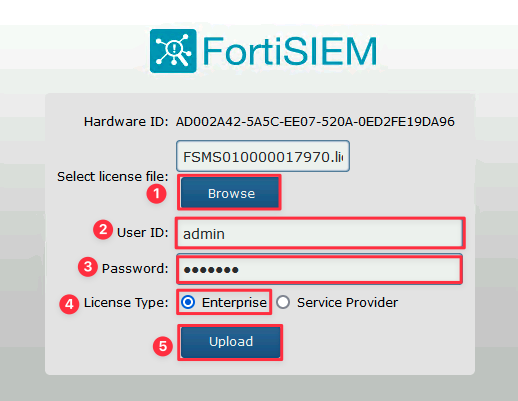 FortiSIEM
Hardware ID: AD002A42-5A5C-EE07-520A-0ED2FE19DA96
FSMS010000017970.li
Select license file:
1 Browse
2 User ID: admin
3 Password: •••••••
4 License Type: Enterprise Service Provider
5 Upload